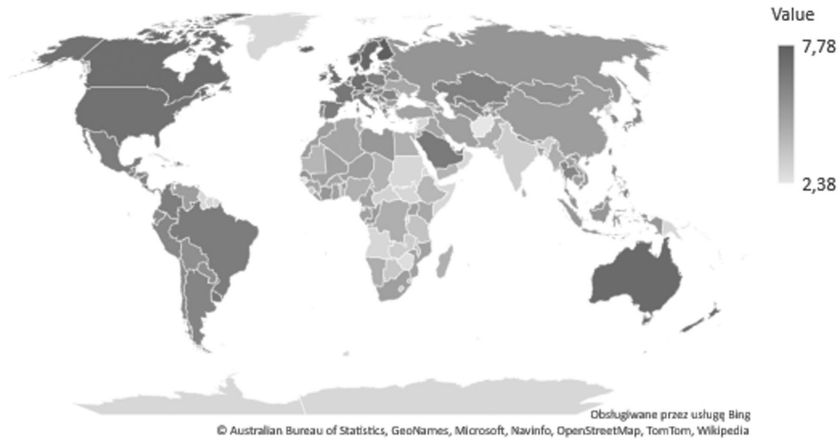 Value
7,78
2,38
Obsługiwane przez usługę Bing
© Australian Bureau of Statistics, GeoNames, Microsoft, Navinfo, OpenStreetMap, TomTom, Wikipedia